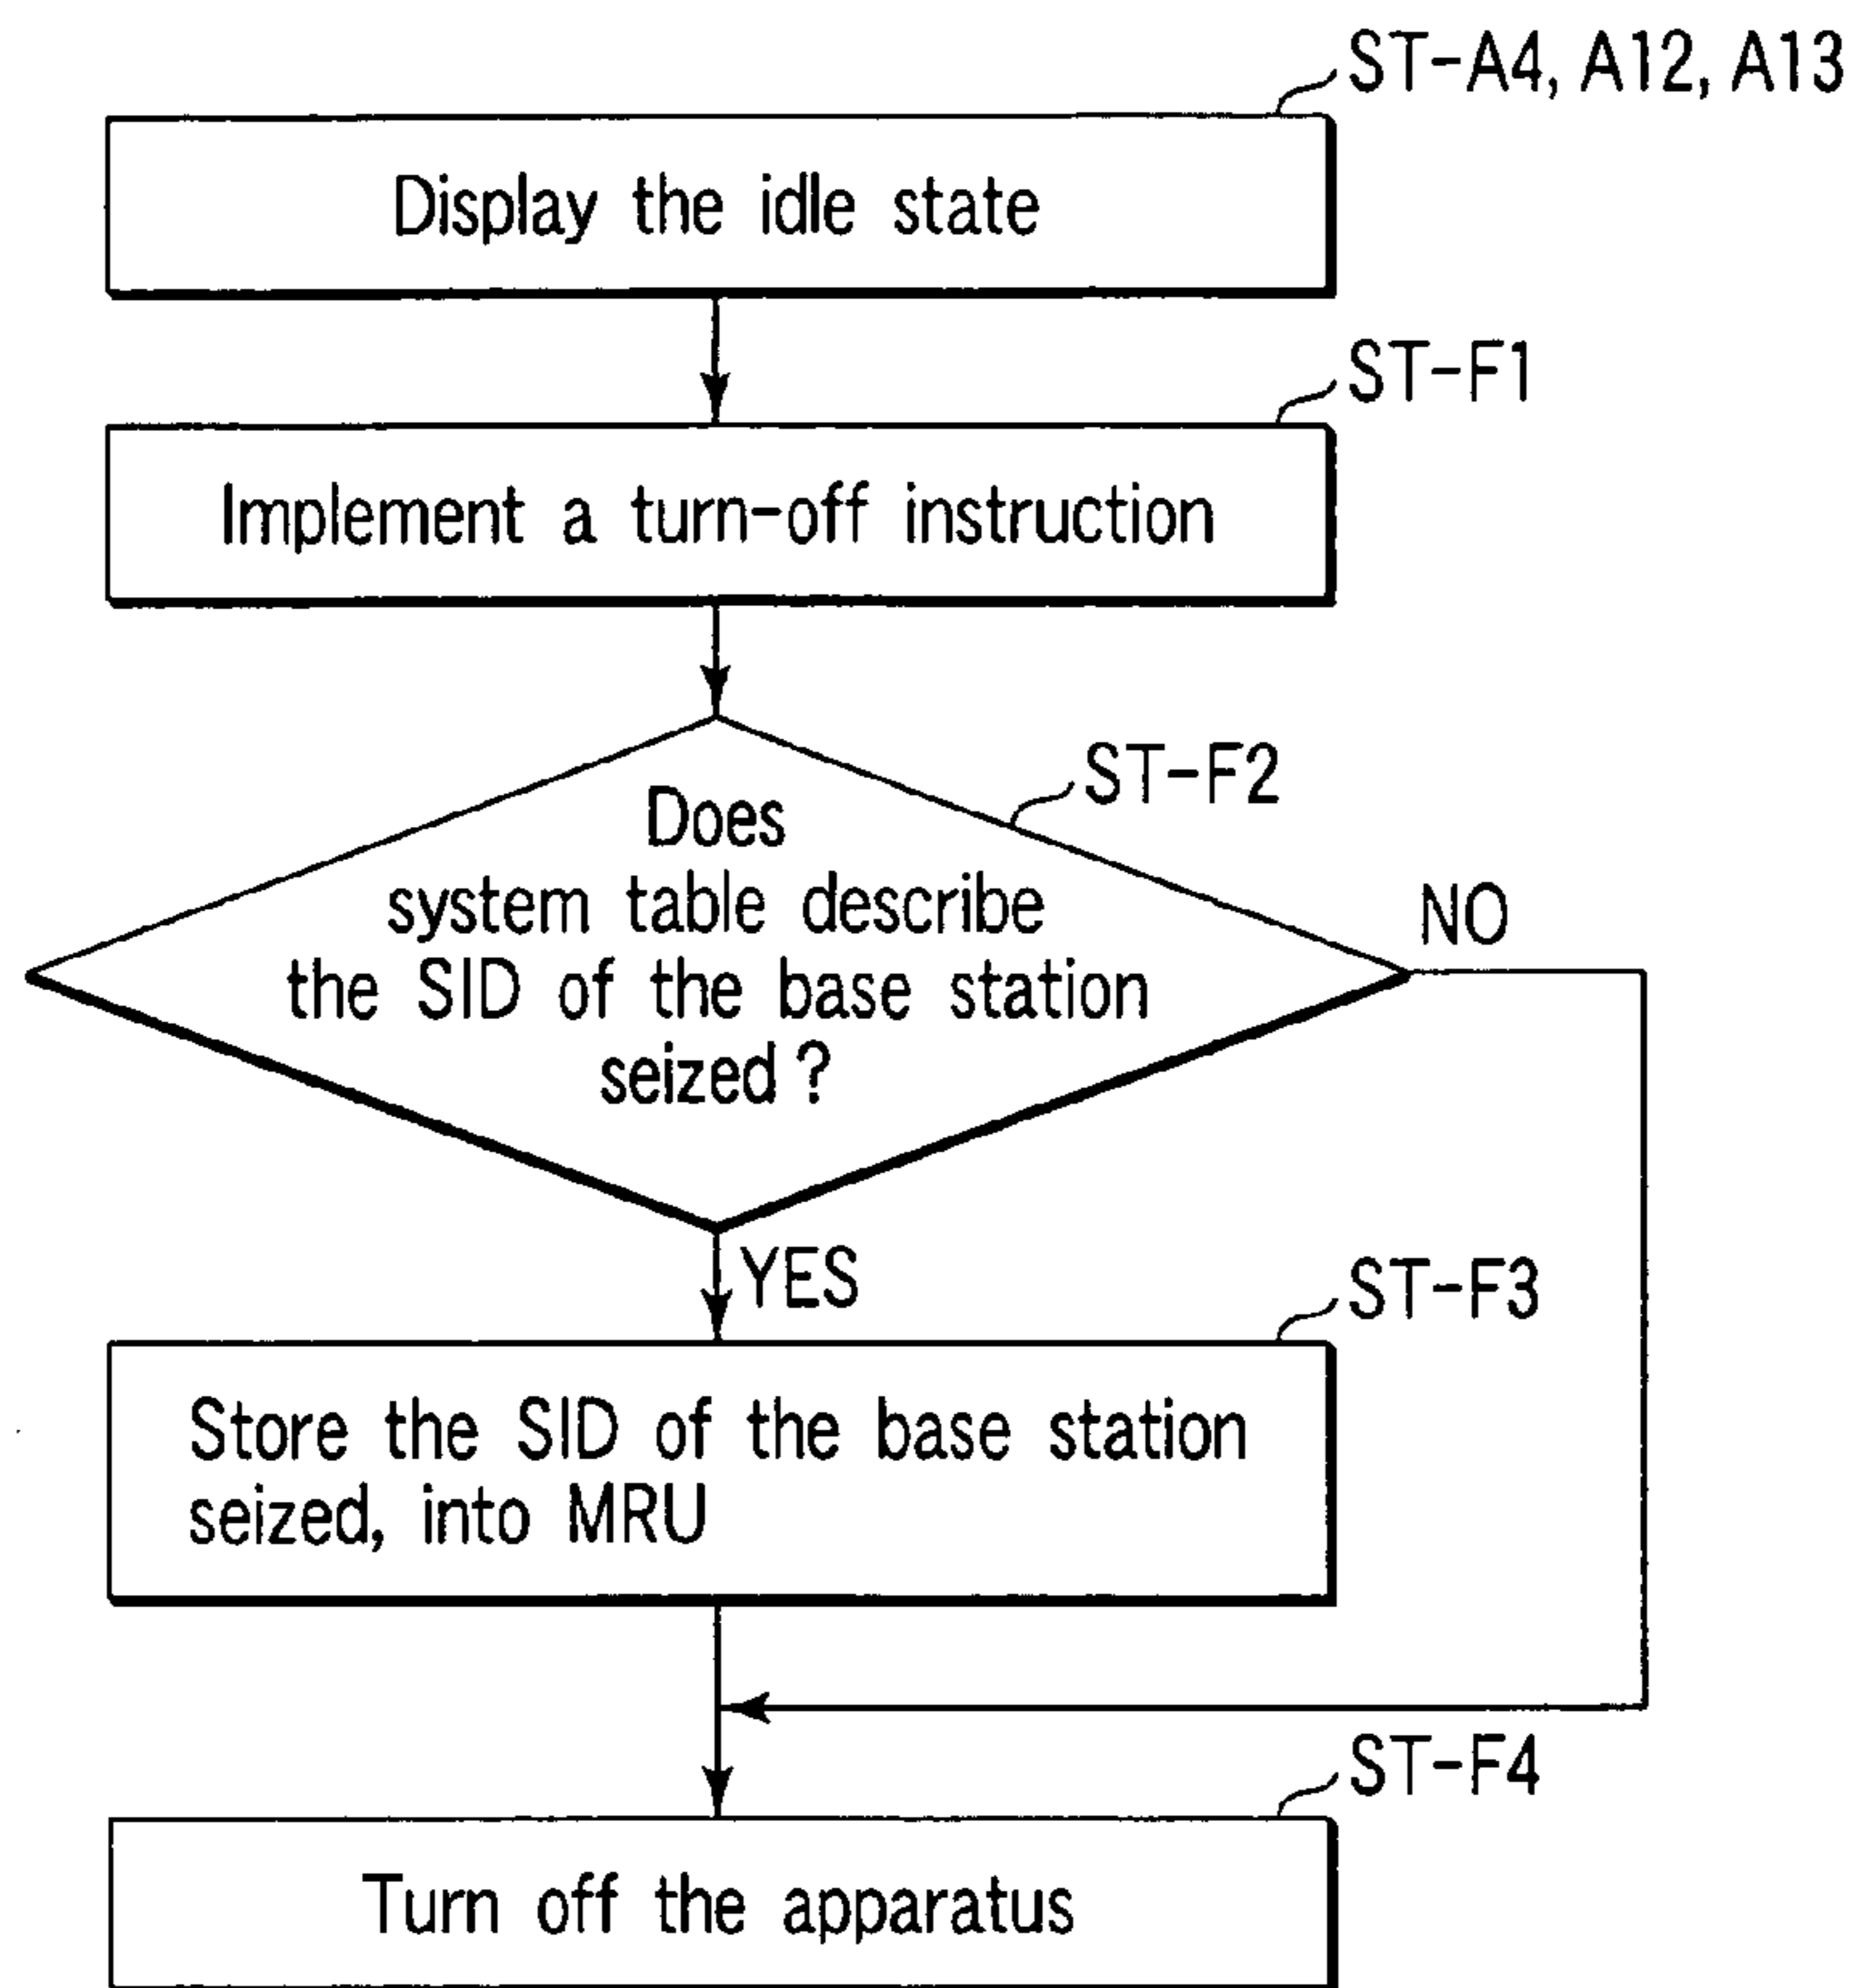 ST-A4, A12, A13
Display the idle state
ST-F1
Implement a turn-off instruction
ST-F2
Does
system table describe
the SID of the base station
seized ?
NO
YES
ST-F3
Store the SID of the base station
seized, into MRU
ST-F4
Turn off the apparatus